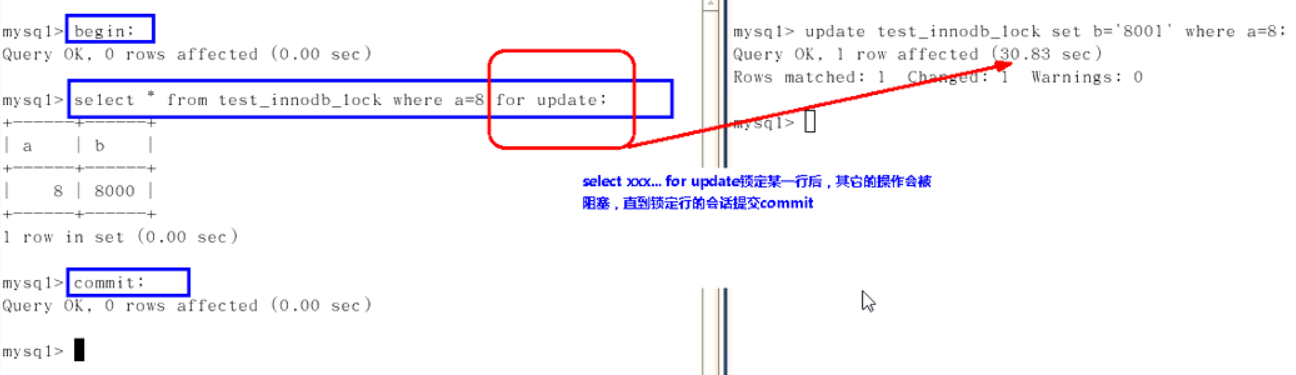 mysql> begin;
Query OK, 0 rows affected (0.00 sec)
mysql> select * from test_innodb_lock where a=8 for update;
+------+------+
| a    | b    |
+------+------+
|    8 | 8000 |
+------+------+
1 row in set (0.00 sec)
mysql> commit;
Query OK, 0 rows affected (0.00 sec)
mysql>
mysql> update test_innodb_lock set b='8001' where a=8;
Query OK, 1 row affected (30.83 sec)
Rows matched: 1  Changed: 1  Warnings: 0
mysql>
select xxx... for update锁定某一行后，其它的操作会被
阻塞，直到锁定行的会话提交commit